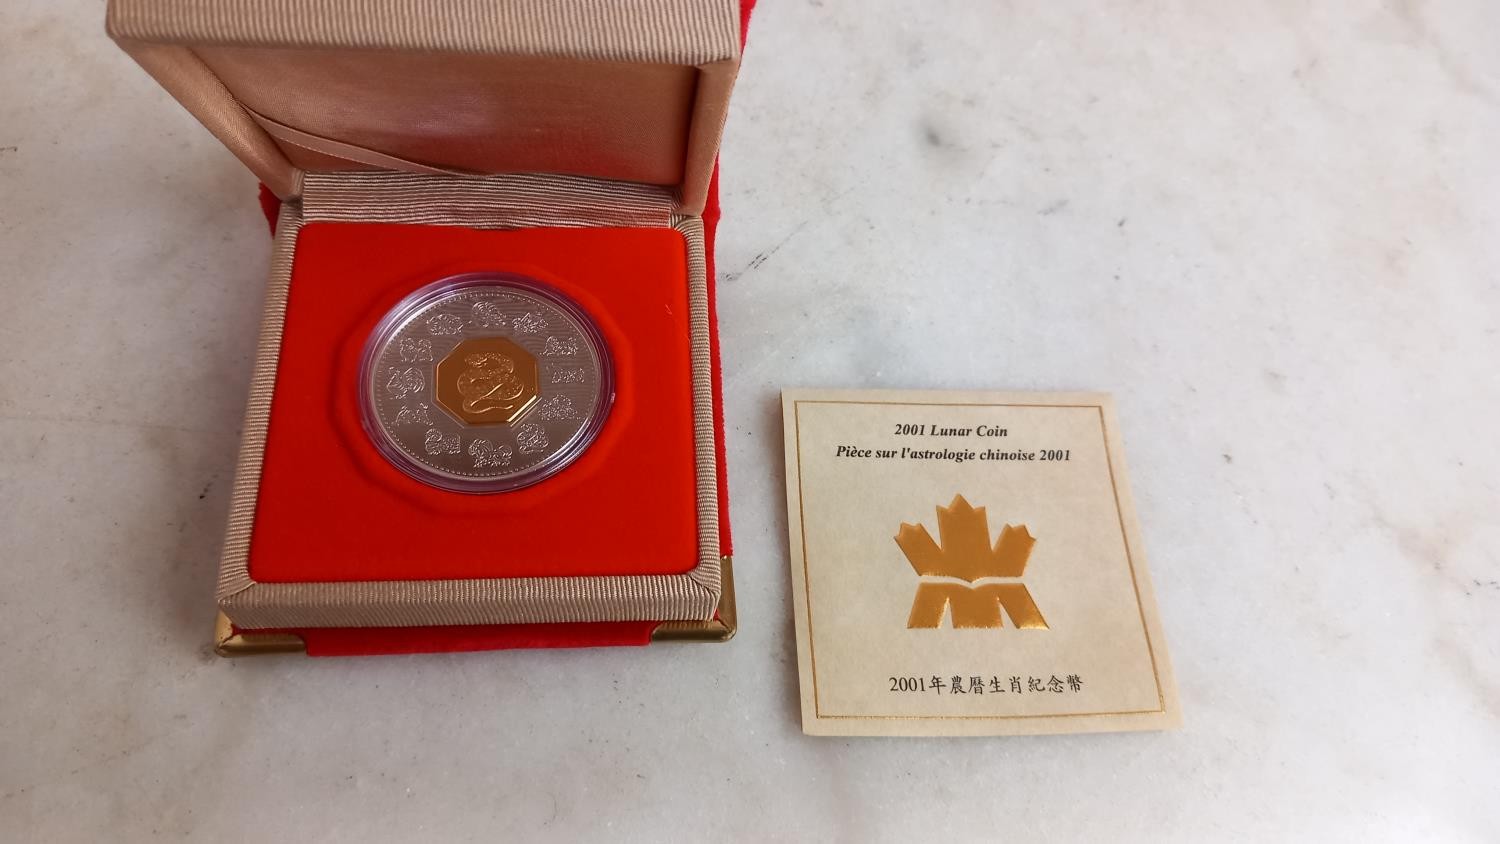 2001 Lunar Coin
Pièce sur l'astrologie chinoise 2001
2001年農曆生肖紀念幣